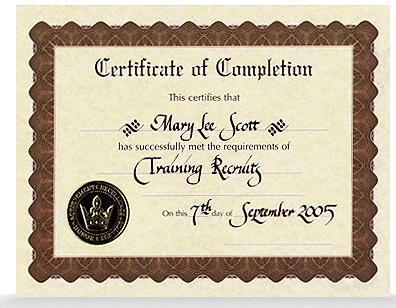 Certificate of Completion
This certifies that
Mary Lee Scott
has successfully met the requirements of
Training Recruits
On this 7th day of September 2005